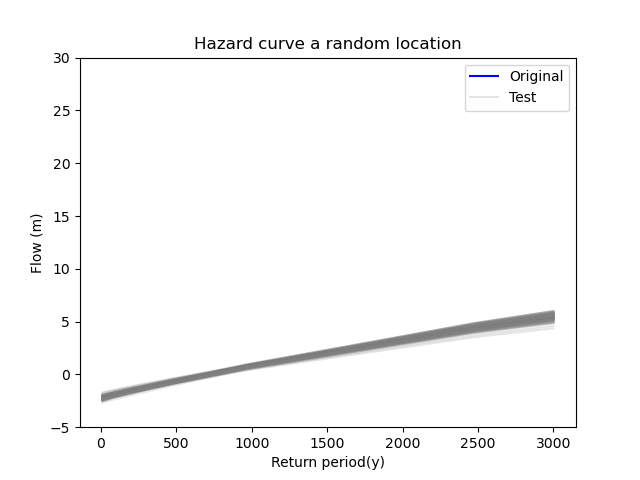 Hazard curve a random location
Original
Test
Flow (m)
30
25
20
15
10
5
0
−5
0 500 1000 1500 2000 2500 3000
Return period(y)